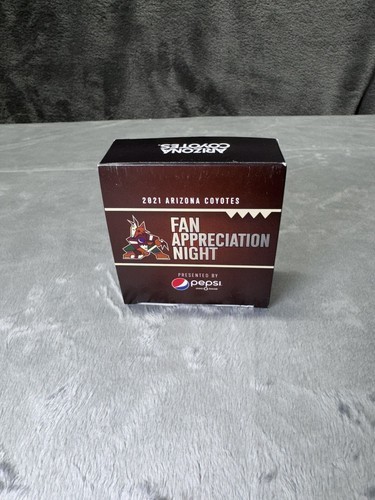 ARIZONA
COYOTES
2021 ARIZONA COYOTES
FAN
APPRECIATION
NIGHT
PRESENTED BY
pepsi